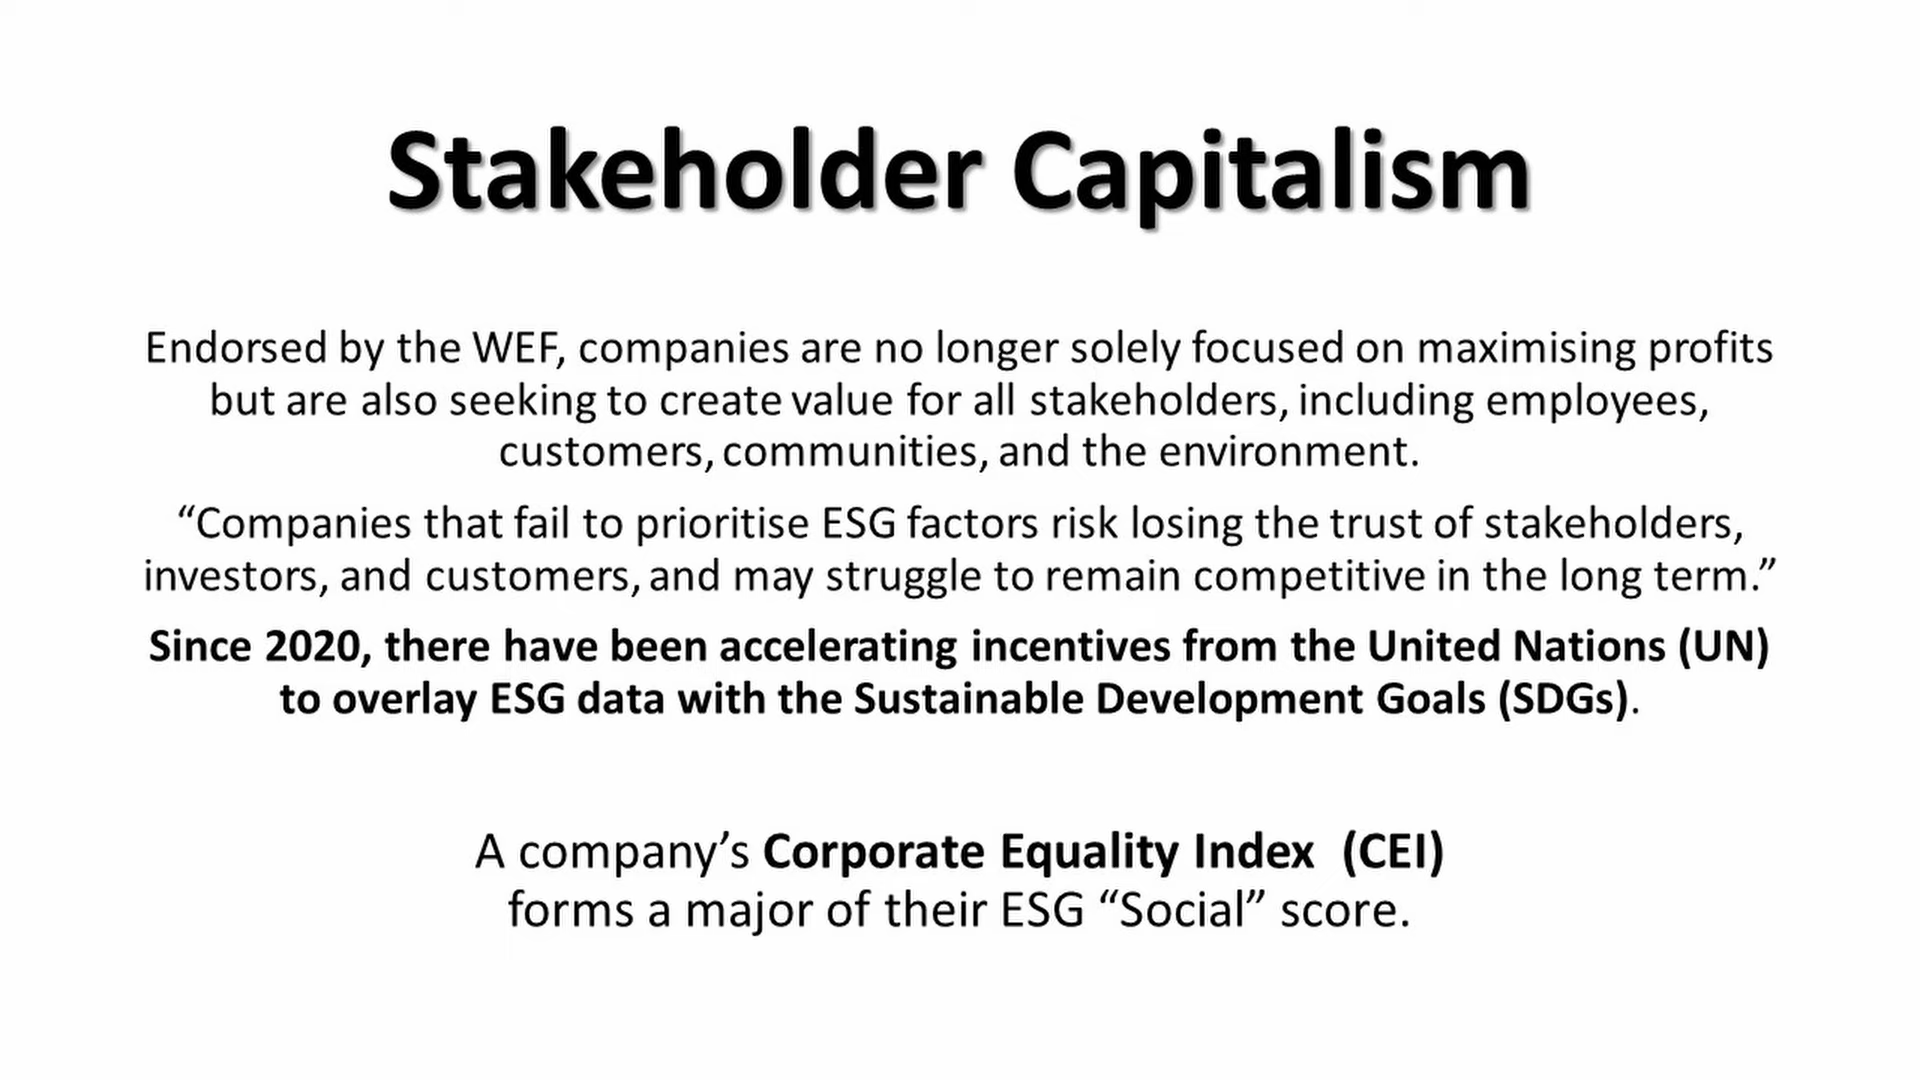 Stakeholder Capitalism
Endorsed by the WEF, companies are no longer solely focused on maximising profits
but are also seeking to create value for all stakeholders, including employees,
customers, communities, and the environment.
“Companies that fail to prioritise ESG factors risk losing the trust of stakeholders,
investors, and customers, and may struggle to remain competitive in the long term.”
Since 2020, there have been accelerating incentives from the United Nations (UN)
to overlay ESG data with the Sustainable Development Goals (SDGs).
A company’s Corporate Equality Index (CEI)
forms a major of their ESG “Social” score.